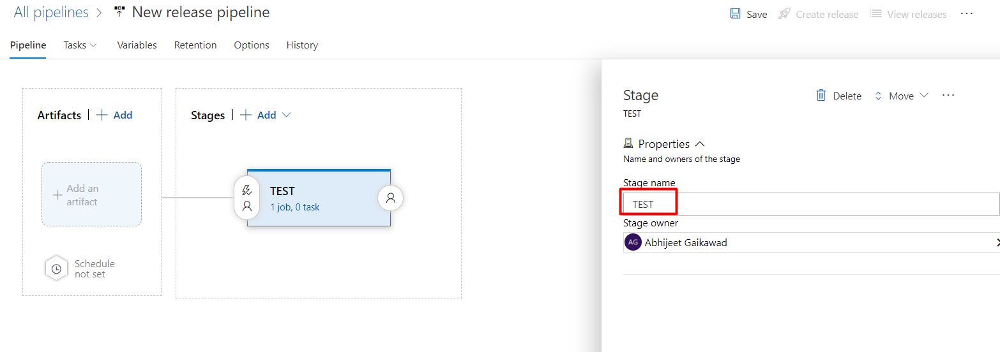 All pipelines > New release pipeline
Save Create release View releases ...
Pipeline Tasks Variables Retention Options History
Artifacts | + Add
Stages | + Add
+ Add an
artifact
TEST
1 job, 0 task
Schedule
not set
Stage
Delete Move ...
TEST
Properties
Name and owners of the stage
Stage name
TEST
Stage owner
AG Abhijeet Gaikawad